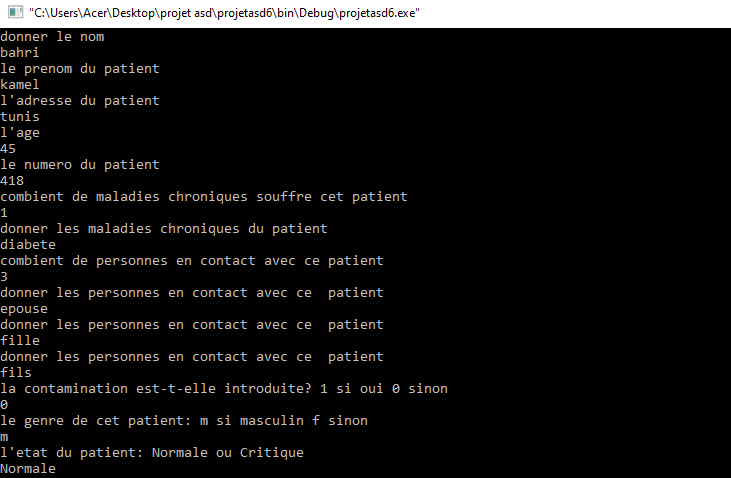 "C:\Users\Acer\Desktop\projet asd\projetasd6\bin\Debug\projetasd6.exe"
donner le nom
bahri
le prenom du patient
kamel
l'adresse du patient
tunis
l'age
45
le numero du patient
418
combient de maladies chroniques souffre cet patient
1
donner les maladies chroniques du patient
diabete
combient de personnes en contact avec ce patient
3
donner les personnes en contact avec ce  patient
epouse
donner les personnes en contact avec ce  patient
fille
donner les personnes en contact avec ce  patient
fils
la contamination est-t-elle introduite? 1 si oui 0 sinon
0
le genre de cet patient: m si masculin f sinon
m
l'etat du patient: Normale ou Critique
Normale